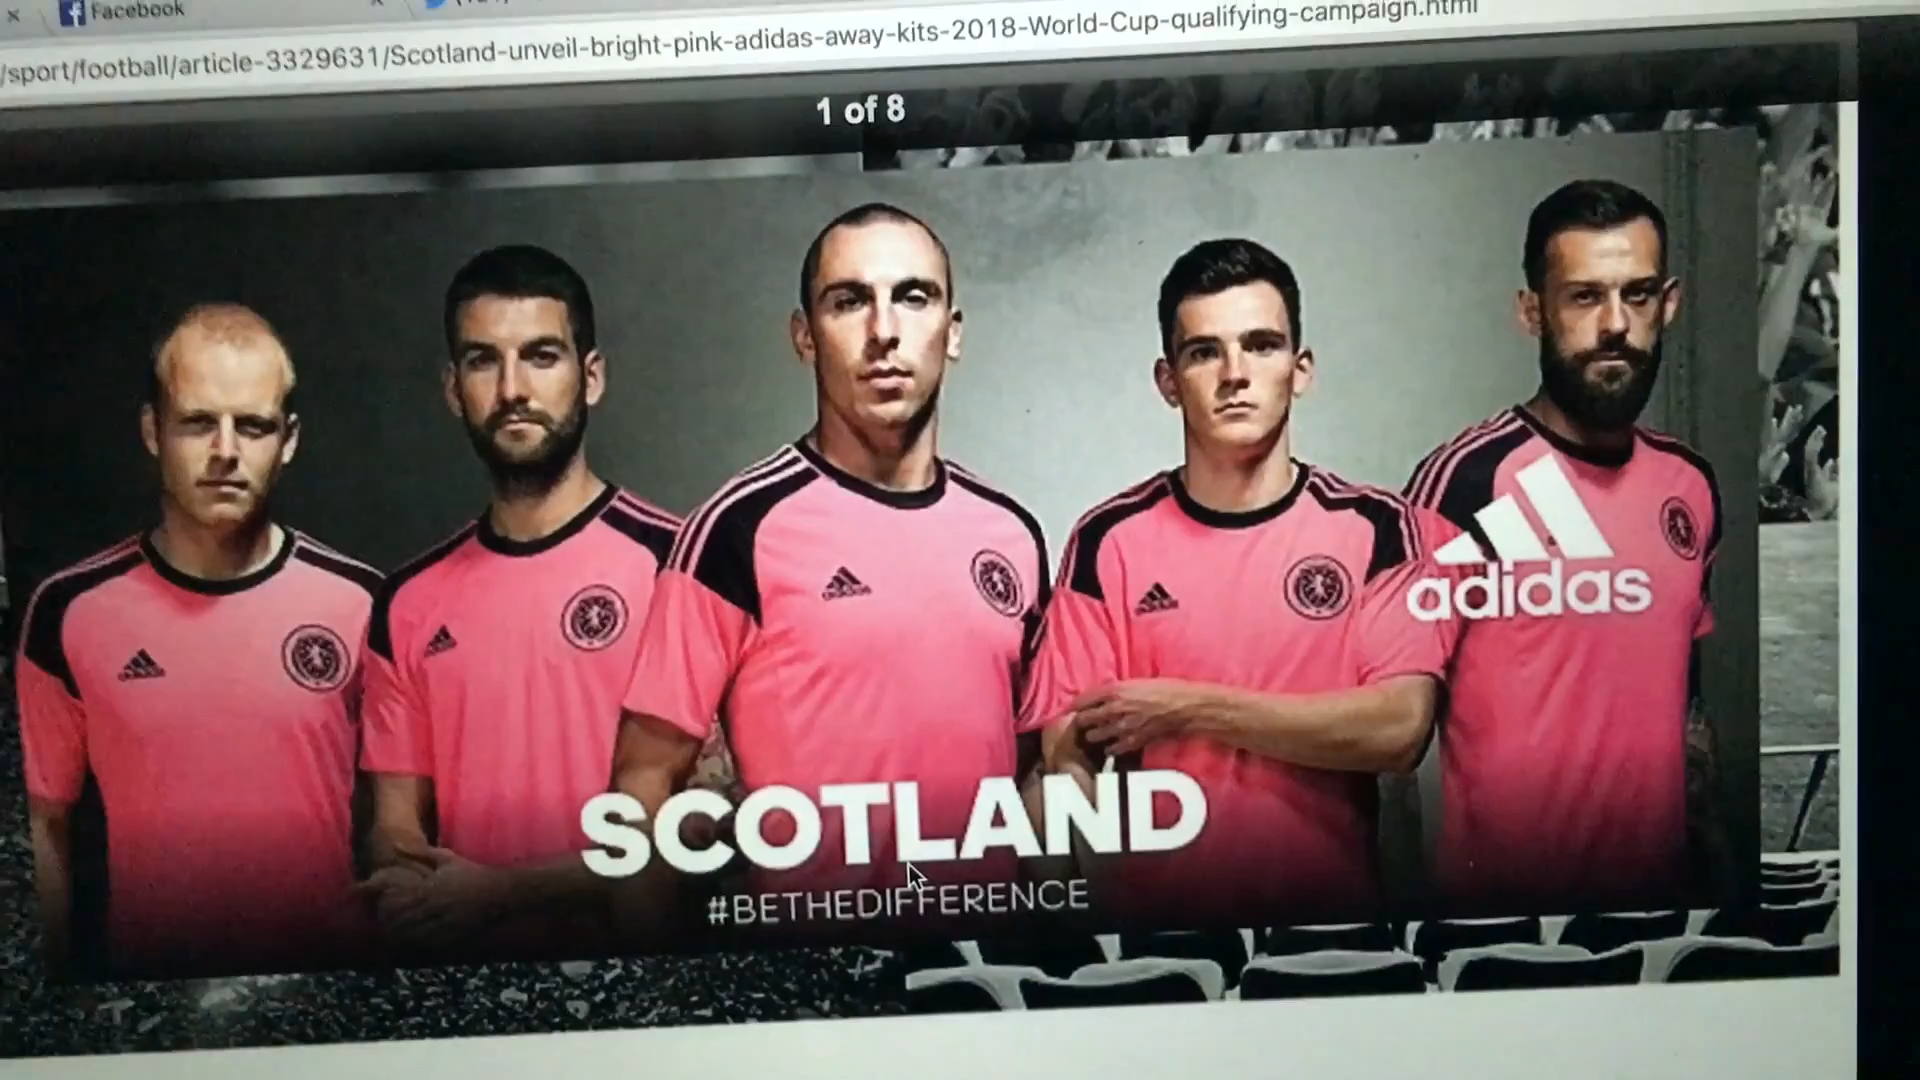 Facebook
/sport/football/article-3329631/Scotland-unveil-bright-pink-adidas-away-kits-2018-World-Cup-qualifying-campaign.html
1 of 8
adidas
SCOTLAND
#BETHEDIFFERENCE